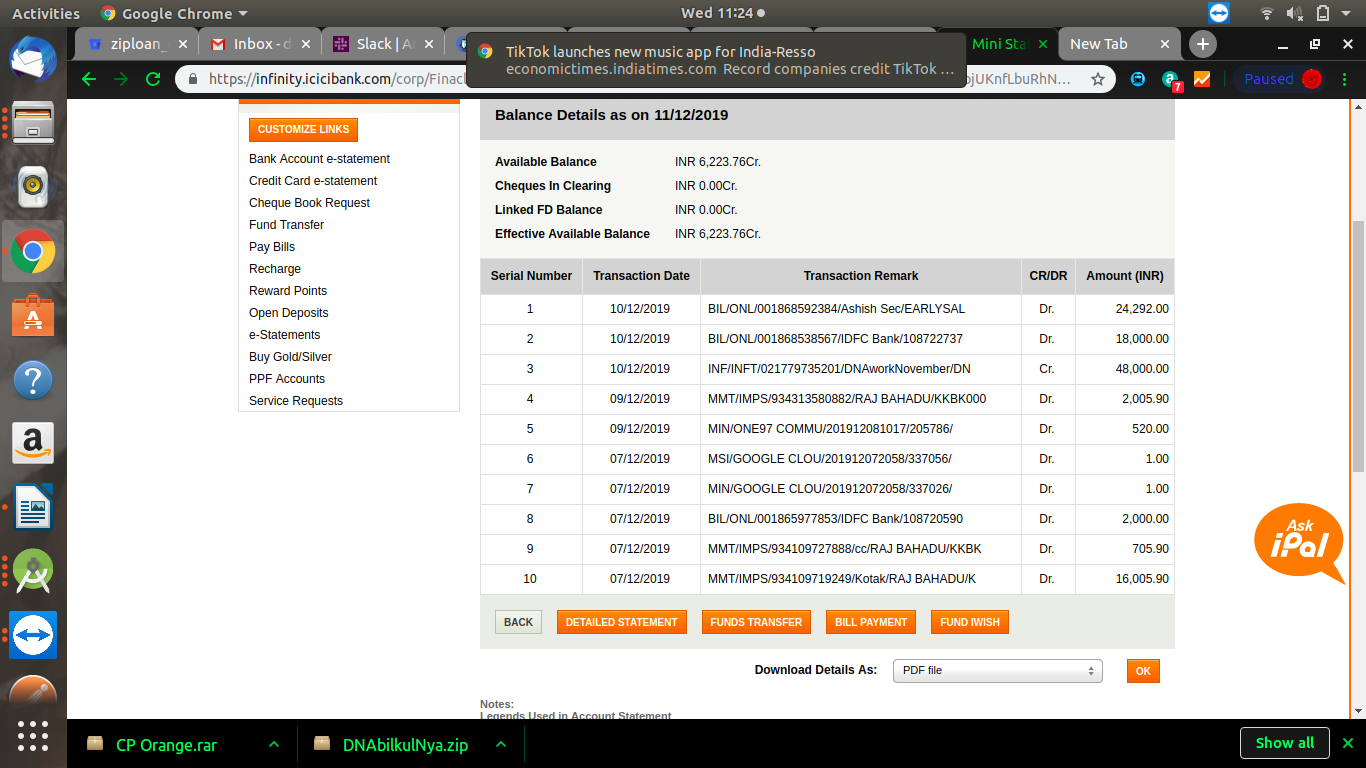 Activities Google Chrome Wed 11:24
ziploan_ Inbox - d Slack | A Mini Sta New Tab
TikTok launches new music app for India-Resso
economictimes.indiatimes.com Record companies credit TikTok ...
https://infinity.icicibank.com/corp/Finacl ojUKnfLbuRhN... 7 Paused
CUSTOMIZE LINKS
Bank Account e-statement
Credit Card e-statement
Cheque Book Request
Fund Transfer
Pay Bills
Recharge
Reward Points
Open Deposits
e-Statements
Buy Gold/Silver
PPF Accounts
Service Requests
Balance Details as on 11/12/2019
Available Balance INR 6,223.76Cr.
Cheques In Clearing INR 0.00Cr.
Linked FD Balance INR 0.00Cr.
Effective Available Balance INR 6,223.76Cr.
Serial Number Transaction Date Transaction Remark CR/DR Amount (INR)
1 10/12/2019 BIL/ONL/001868592384/Ashish Sec/EARLYSAL Dr. 24,292.00
2 10/12/2019 BIL/ONL/001868538567/IDFC Bank/108722737 Dr. 18,000.00
3 10/12/2019 INF/INFT/021779735201/DNAworkNovember/DN Cr. 48,000.00
4 09/12/2019 MMT/IMPS/934313580882/RAJ BAHADU/KKBK000 Dr. 2,005.90
5 09/12/2019 MIN/ONE97 COMMU/201912081017/205786/ Dr. 520.00
6 07/12/2019 MSI/GOOGLE CLOU/201912072058/337056/ Dr. 1.00
7 07/12/2019 MIN/GOOGLE CLOU/201912072058/337026/ Dr. 1.00
8 07/12/2019 BIL/ONL/001865977853/IDFC Bank/108720590 Dr. 2,000.00
9 07/12/2019 MMT/IMPS/934109727888/cc/RAJ BAHADU/KKBK Dr. 705.90
10 07/12/2019 MMT/IMPS/934109719249/Kotak/RAJ BAHADU/K Dr. 16,005.90
BACK DETAILED STATEMENT FUNDS TRANSFER BILL PAYMENT FUND IWISH
Ask
iPal
Download Details As: PDF file OK
Notes:
Legends Used in Account Statement
CP Orange.rar DNAbilkulNya.zip Show all